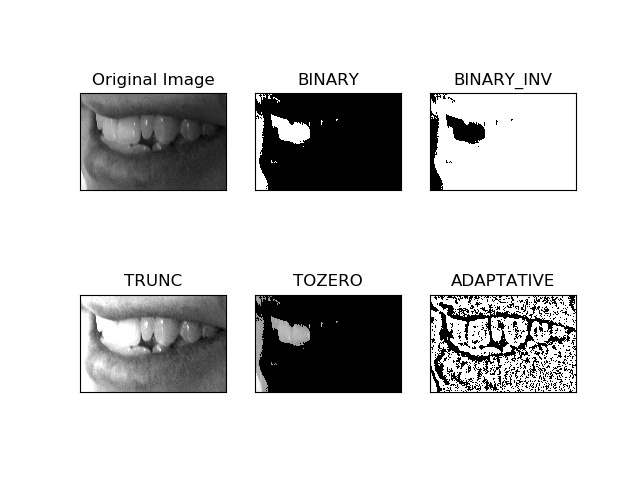 Original Image
BINARY
BINARY_INV
TRUNC
TOZERO
ADAPTATIVE